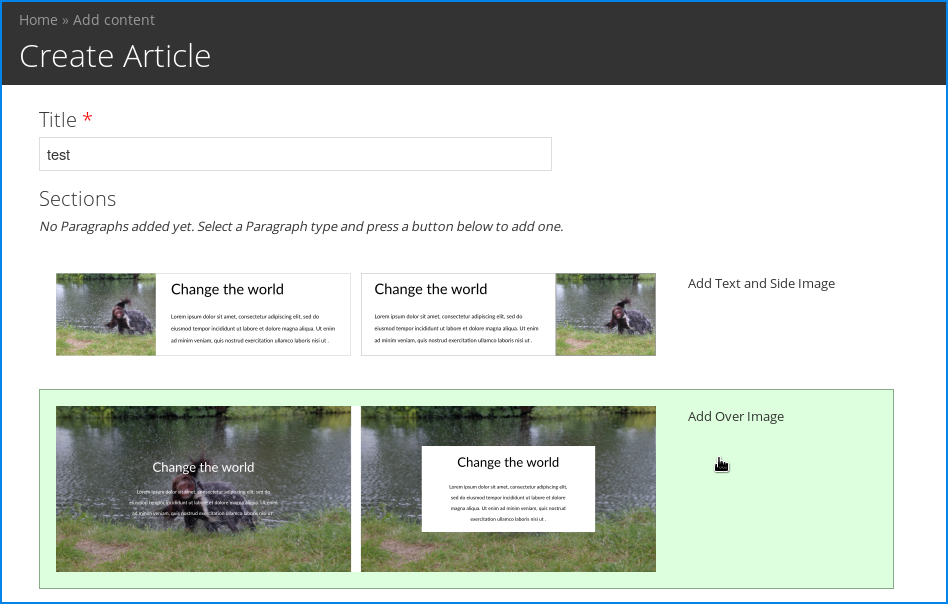 Home » Add content
Create Article
Title *
test
Sections
No Paragraphs added yet. Select a Paragraph type and press a button below to add one.
Change the world
Lorem ipsum dolor sit amet, consectetur adipiscing elit, sed do
eiusmod tempor incididunt ut labore et dolore magna aliqua. Ut enim
ad minim veniam, quis nostrud exercitation ullamco laboris nisi ut .
Change the world
Lorem ipsum dolor sit amet, consectetur adipiscing elit, sed do
eiusmod tempor incididunt ut labore et dolore magna aliqua. Ut enim
ad minim veniam, quis nostrud exercitation ullamco laboris nisi ut .
Add Text and Side Image
Change the world
Lorem ipsum dolor sit amet, consectetur adipiscing elit, sed do
eiusmod tempor incididunt ut labore et dolore magna aliqua. Ut enim
ad minim veniam, quis nostrud exercitation ullamco laboris nisi ut .
Change the world
Lorem ipsum dolor sit amet, consectetur adipiscing elit,
sed do eiusmod tempor incididunt ut labore et dolore
magna aliqua. Ut enim ad minim veniam, quis nostrud
exercitation ullamco laboris nisi ut .
Add Over Image